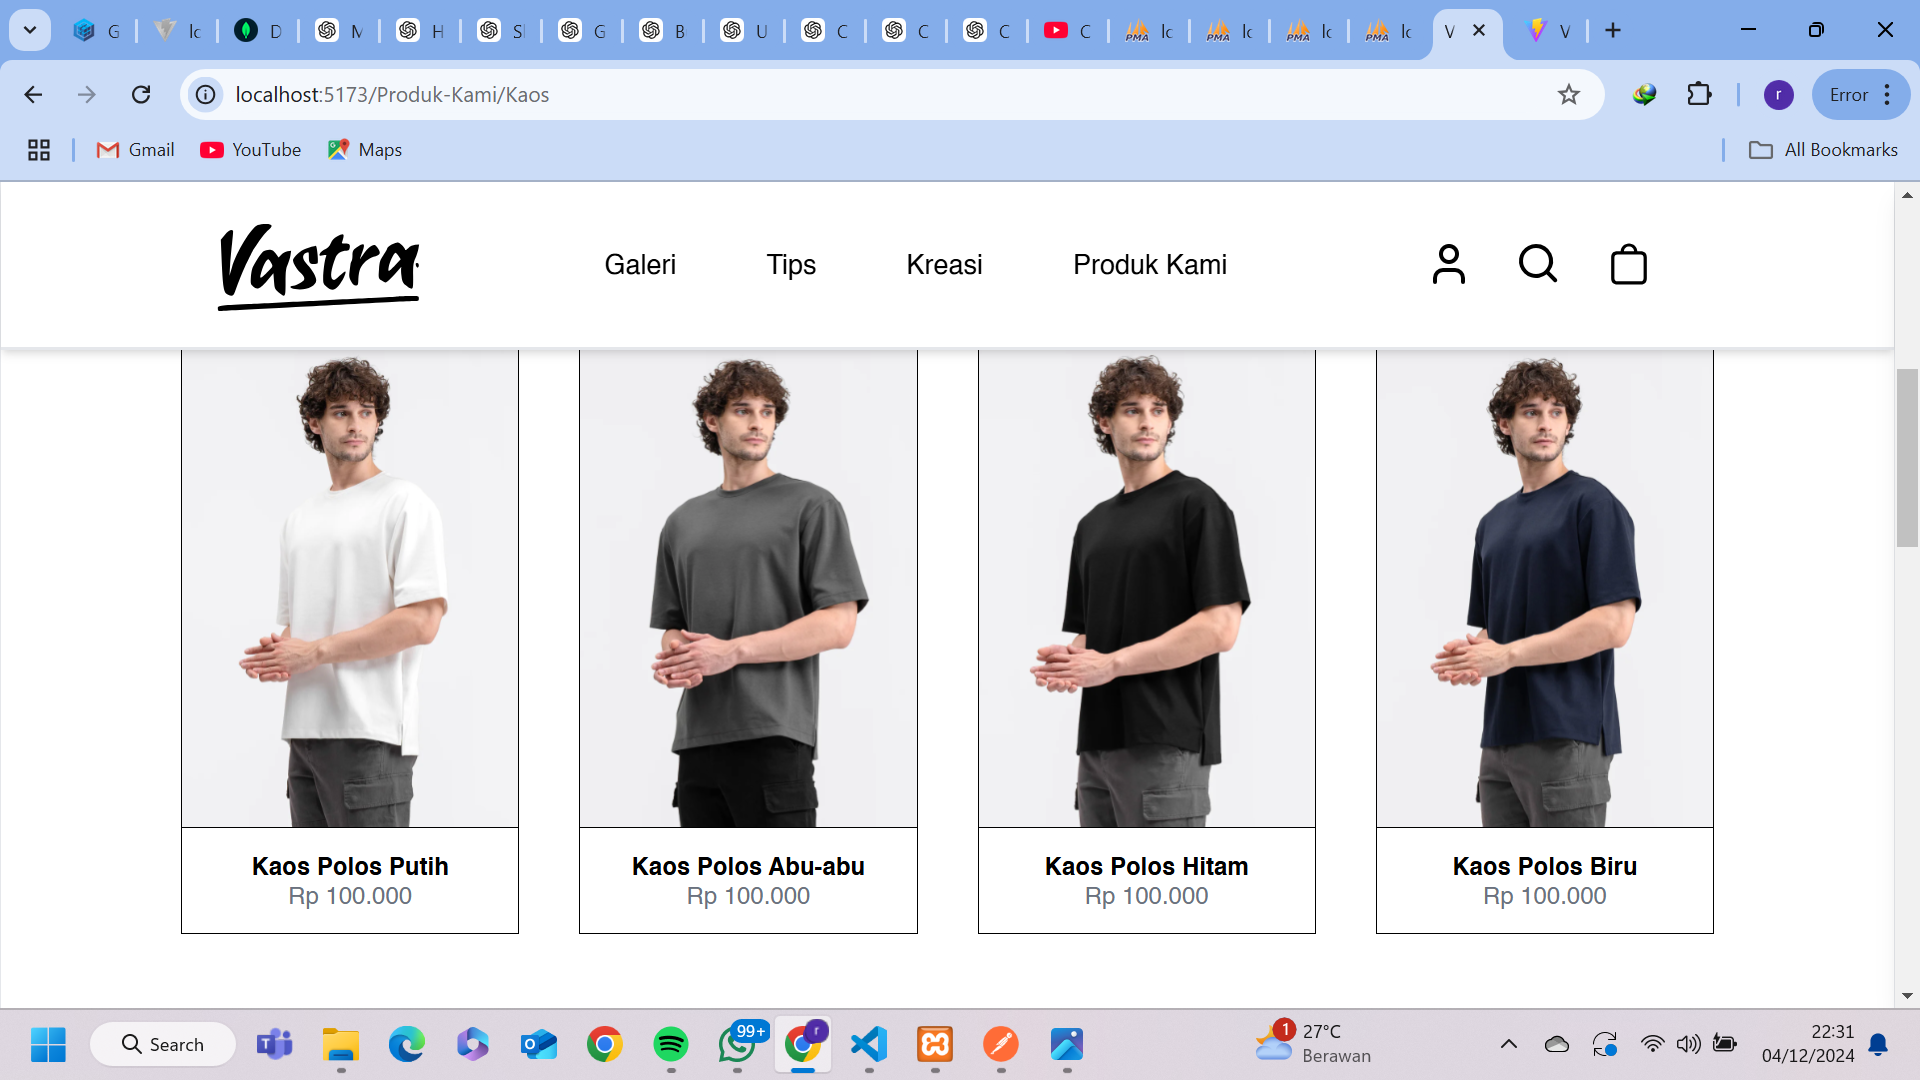 G
lc
D
M
H
Sl
G
B
U
C
C
C
C
lc
lc
lc
lc
V
V
localhost:5173/Produk-Kami/Kaos
r
Error
Gmail
YouTube
Maps
All Bookmarks
Vastra
Galeri
Tips
Kreasi
Produk Kami
Kaos Polos Putih
Rp 100.000
Kaos Polos Abu-abu
Rp 100.000
Kaos Polos Hitam
Rp 100.000
Kaos Polos Biru
Rp 100.000
Search
99+
r
1
27°C
Berawan
22:31
04/12/2024